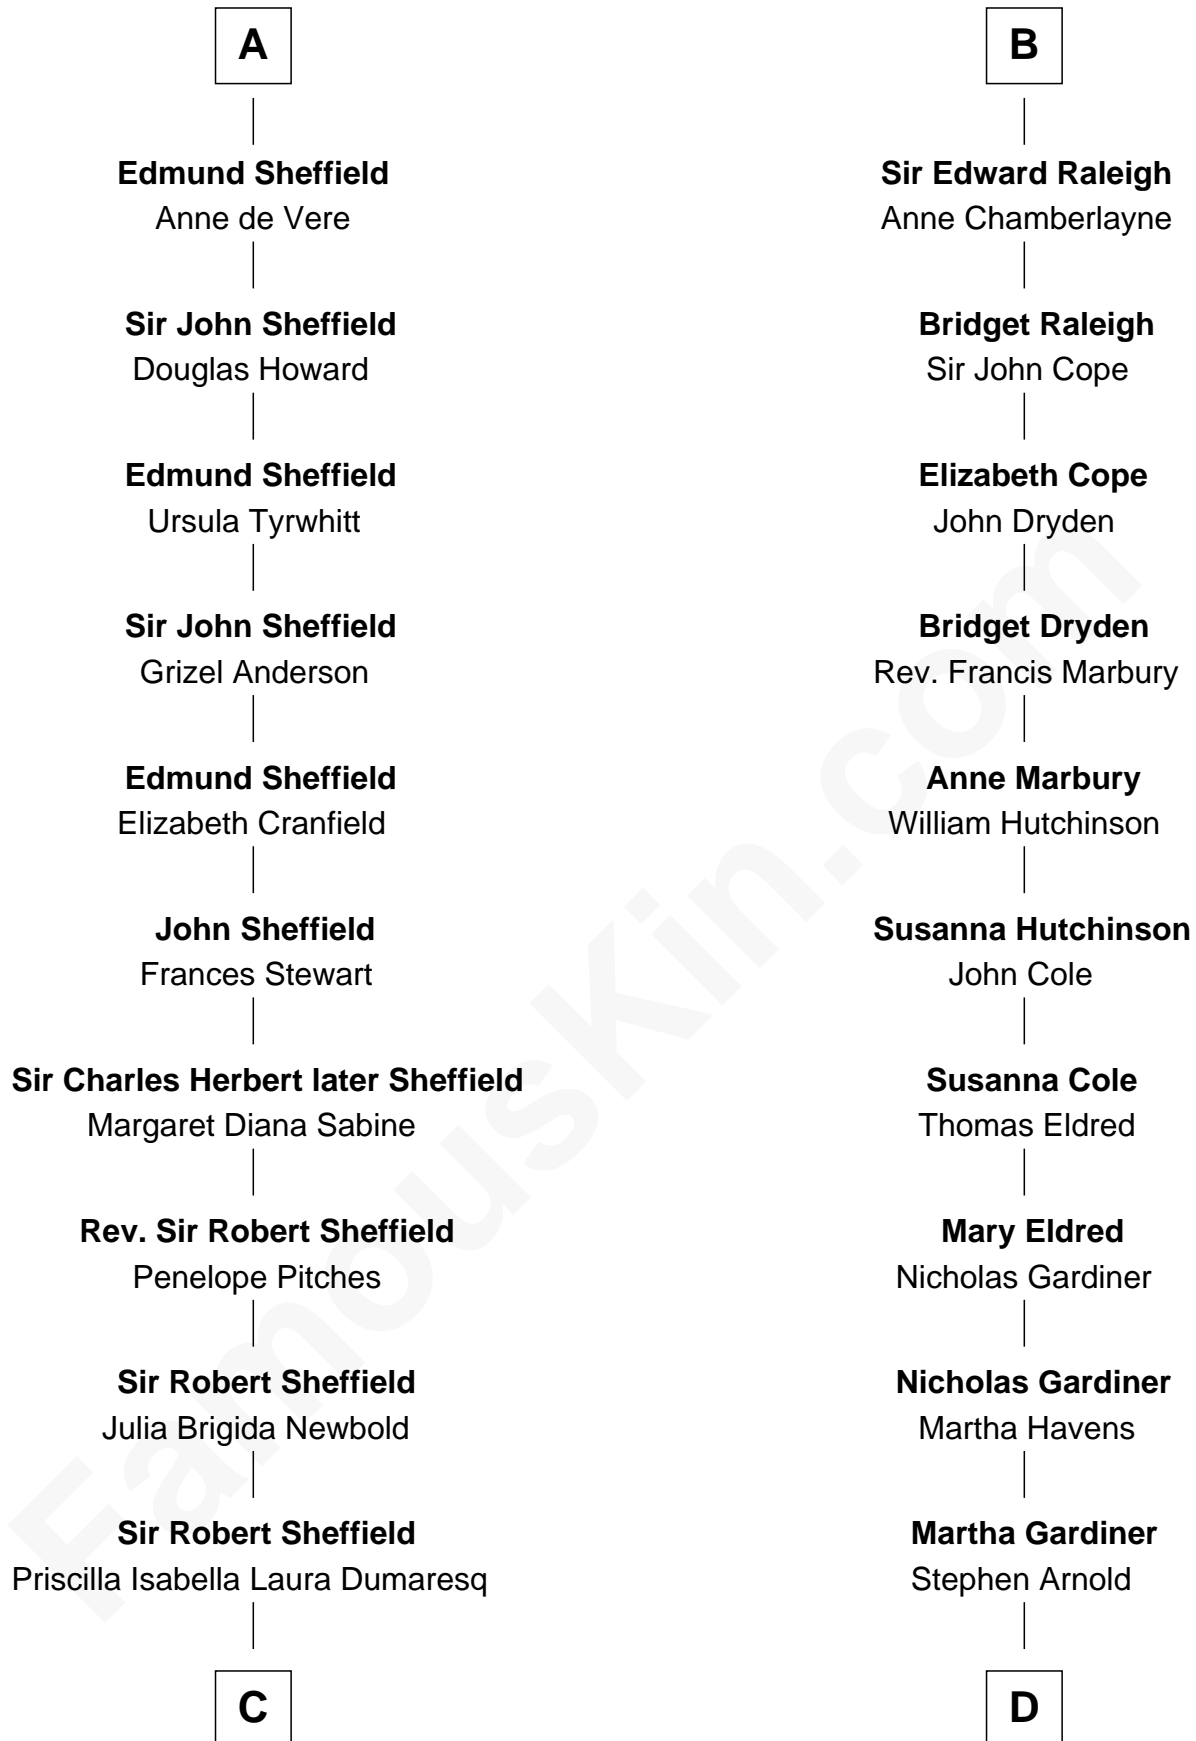 A
Edmund Sheffield
Anne de Vere
Sir John Sheffield
Douglas Howard
Edmund Sheffield
Ursula Tyrwhitt
Sir John Sheffield
Grizel Anderson
Edmund Sheffield
Elizabeth Cranfield
John Sheffield
Frances Stewart
Sir Charles Herbert later Sheffield
Margaret Diana Sabine
Rev. Sir Robert Sheffield
Penelope Pitches
Sir Robert Sheffield
Julia Brigida Newbold
Sir Robert Sheffield
Priscilla Isabella Laura Dumaresq
C
B
Sir Edward Raleigh
Anne Chamberlayne
Bridget Raleigh
Sir John Cope
Elizabeth Cope
John Dryden
Bridget Dryden
Rev. Francis Marbury
Anne Marbury
William Hutchinson
Susanna Hutchinson
John Cole
Susanna Cole
Thomas Eldred
Mary Eldred
Nicholas Gardiner
Nicholas Gardiner
Martha Havens
Martha Gardiner
Stephen Arnold
D
FamousKin.com